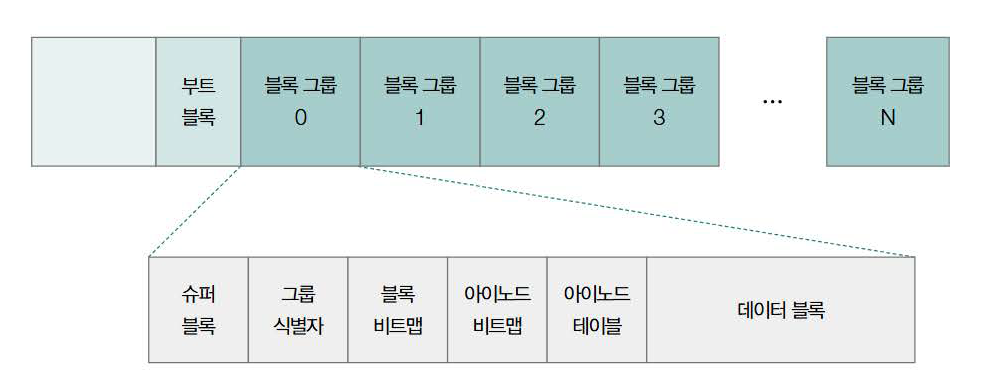 부트
블록
블록 그룹
0
블록 그룹
1
블록 그룹
2
블록 그룹
3
...
블록 그룹
N
슈퍼
블록
그룹
식별자
블록
비트맵
아이노드
비트맵
아이노드
테이블
데이터 블록